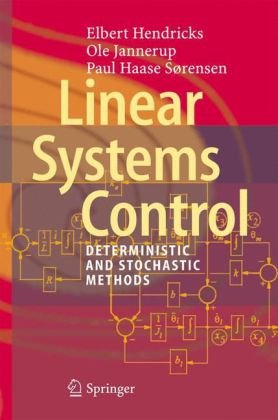 Elbert Hendricks
Ole Jannerup
Paul Haase Sørensen
Linear
Systems
Control
DETERMINISTIC
AND STOCHASTIC
METHODS
Springer